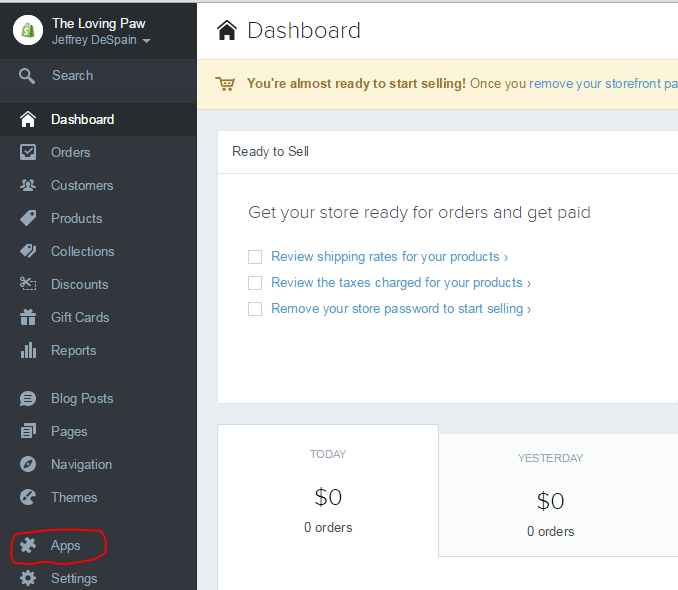 The Loving Paw
Jeffrey DeSpain
Search
Dashboard
Orders
Customers
Products
Collections
Discounts
Gift Cards
Reports
Blog Posts
Pages
Navigation
Themes
Apps
Settings
Dashboard
You're almost ready to start selling! Once you remove your storefront pa
Ready to Sell
Get your store ready for orders and get paid
Review shipping rates for your products ›
Review the taxes charged for your products ›
Remove your store password to start selling ›
TODAY
$0
0 orders
YESTERDAY
$0
0 orders